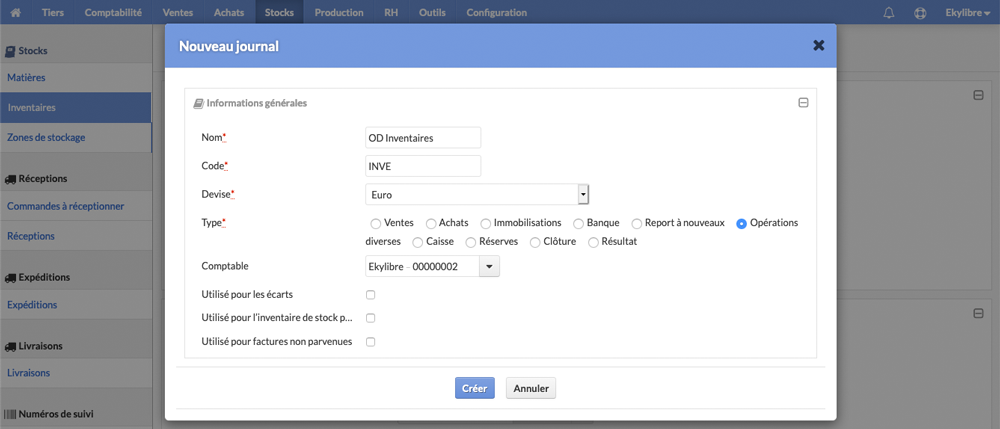 Tiers Comptabilité Ventes Achats Stocks Production RH Outils Configuration Ekylibre
Stocks
Matières
Inventaires
Zones de stockage
Réceptions
Commandes à réceptionner
Réceptions
Expéditions
Expéditions
Livraisons
Livraisons
Numéros de suivi
Nouveau journal
Informations générales
Nom* OD Inventaires
Code* INVE
Devise* Euro
Type* Ventes Achats Immobilisations Banque Report à nouveaux Opérations
diverses Caisse Réserves Clôture Résultat
Comptable Ekylibre - 00000002
Utilisé pour les écarts
Utilisé pour l'inventaire de stock p...
Utilisé pour factures non parvenues
Créer Annuler